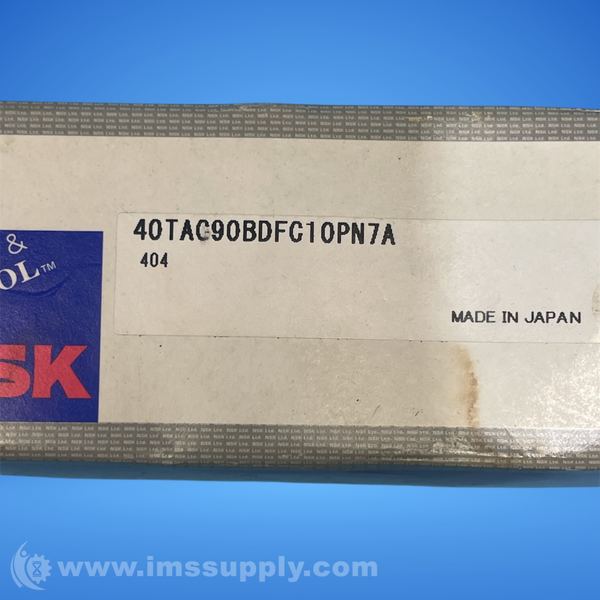 &
OL™
SK
40TAC90BDFC10PN7A
404
MADE IN JAPAN
www.imssupply.com